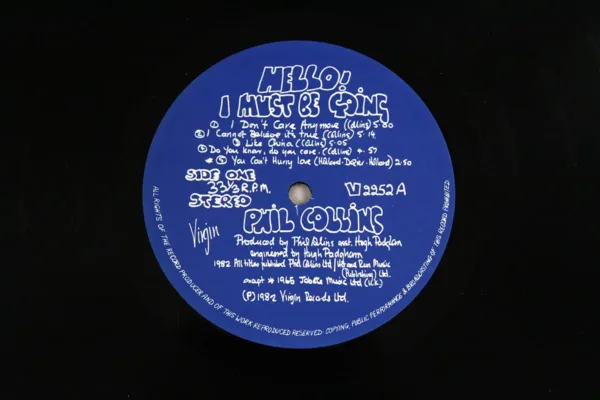 HELLO!
I MUST BE GOING
① I Don't Care Anymore (Collins) 5.00
② I Cannot Believe it's true (Collins) 5.14
③ Like China (Collins) 5.05
④ Do you know, do you care. (Collins) 4.57
* ⑤ You Can't Hurry Love (Holland-Dozier-Holland) 2.50
SIDE ONE
33⅓ R.P.M.
STEREO
V 2252 A
PHIL COLLINS
Virgin
Produced by Phil Collins and Hugh Padgham
engineered by Hugh Padgham
1982 All titles published Phil Collins Ltd / Hit and Run Music
(Publishing) Ltd.
except * 1965 Jobete Music Ltd (U.K.)
(P) 1982 Virgin Records Ltd.
ALL RIGHTS OF THE RECORD PRODUCER AND OF THIS WORK REPRODUCED RESERVED. COPYING, PUBLIC PERFORMANCE & BROADCASTING OF THIS RECORD PROHIBITED.